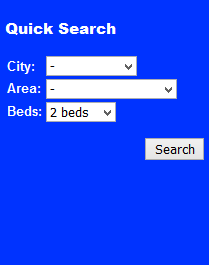 Quick Search
City: -
Area: -
Beds: 2 beds
Search